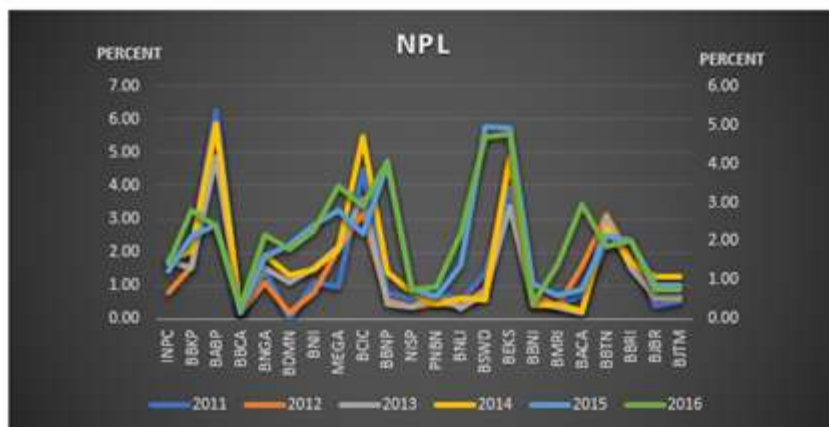 NPL
PERCENT
PERCENT
7.00
6.00
5.00
4.00
3.00
2.00
1.00
0.00
6.00
5.00
4.00
3.00
2.00
1.00
0.00
INPC
BBKP
BABP
BBCA
BNGA
BDMN
BNII
MEGA
BCIC
BBNP
NISP
PNBN
BNLI
BSWD
BEKS
BBNI
BMRI
BACA
BBTN
BBRI
BJBR
BJTM
2011 2012 2013 2014 2015 2016